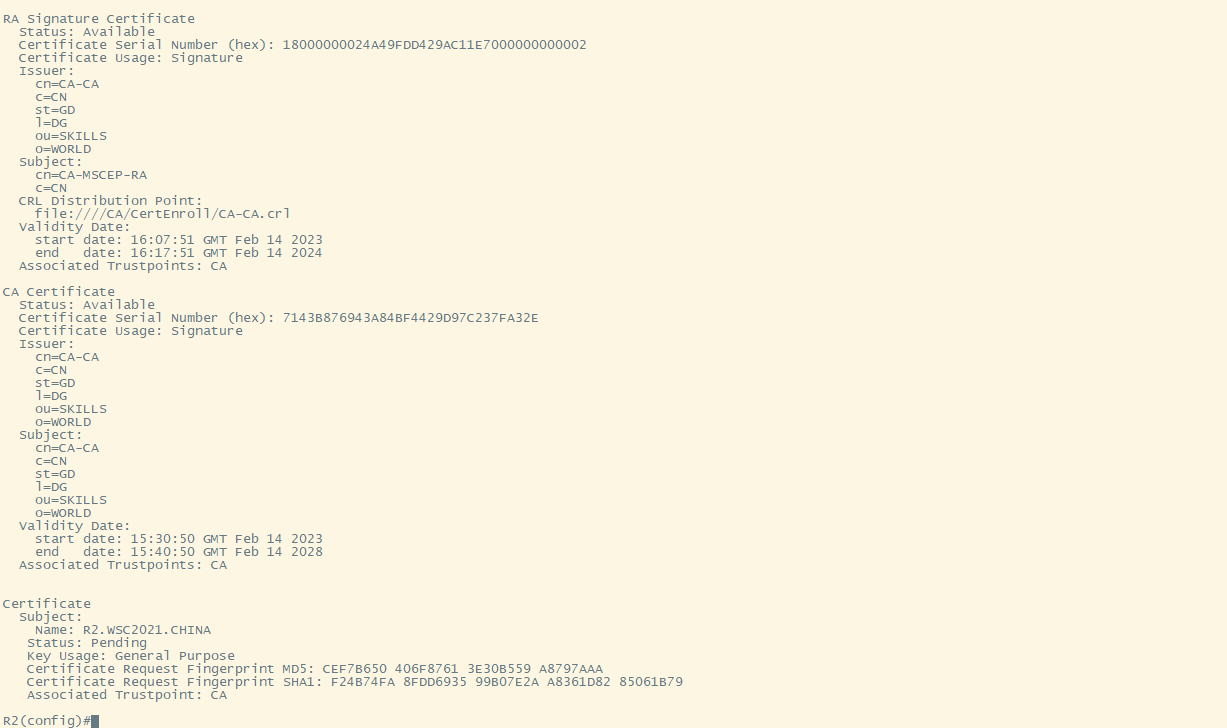 RA Signature Certificate
  Status: Available
  Certificate Serial Number (hex): 18000000024A49FDD429AC11E7000000000002
  Certificate Usage: Signature
  Issuer:
    cn=CA-CA
    c=CN
    st=GD
    l=DG
    ou=SKILLS
    o=WORLD
  Subject:
    cn=CA-MSCEP-RA
    c=CN
  CRL Distribution Point:
    file:////CA/CertEnroll/CA-CA.crl
  Validity Date:
    start date: 16:07:51 GMT Feb 14 2023
    end   date: 16:17:51 GMT Feb 14 2024
  Associated Trustpoints: CA

CA Certificate
  Status: Available
  Certificate Serial Number (hex): 7143B876943A84BF4429D97C237FA32E
  Certificate Usage: Signature
  Issuer:
    cn=CA-CA
    c=CN
    st=GD
    l=DG
    ou=SKILLS
    o=WORLD
  Subject:
    cn=CA-CA
    c=CN
    st=GD
    l=DG
    ou=SKILLS
    o=WORLD
  Validity Date:
    start date: 15:30:50 GMT Feb 14 2023
    end   date: 15:40:50 GMT Feb 14 2028
  Associated Trustpoints: CA

Certificate
  Subject:
    Name: R2.WSC2021.CHINA
   Status: Pending
   Key Usage: General Purpose
   Certificate Request Fingerprint MD5: CEF7B650 406F8761 3E30B559 A8797AAA
   Certificate Request Fingerprint SHA1: F24B74FA 8FDD6935 99B07E2A A8361D82 85061B79
   Associated Trustpoint: CA

R2(config)#